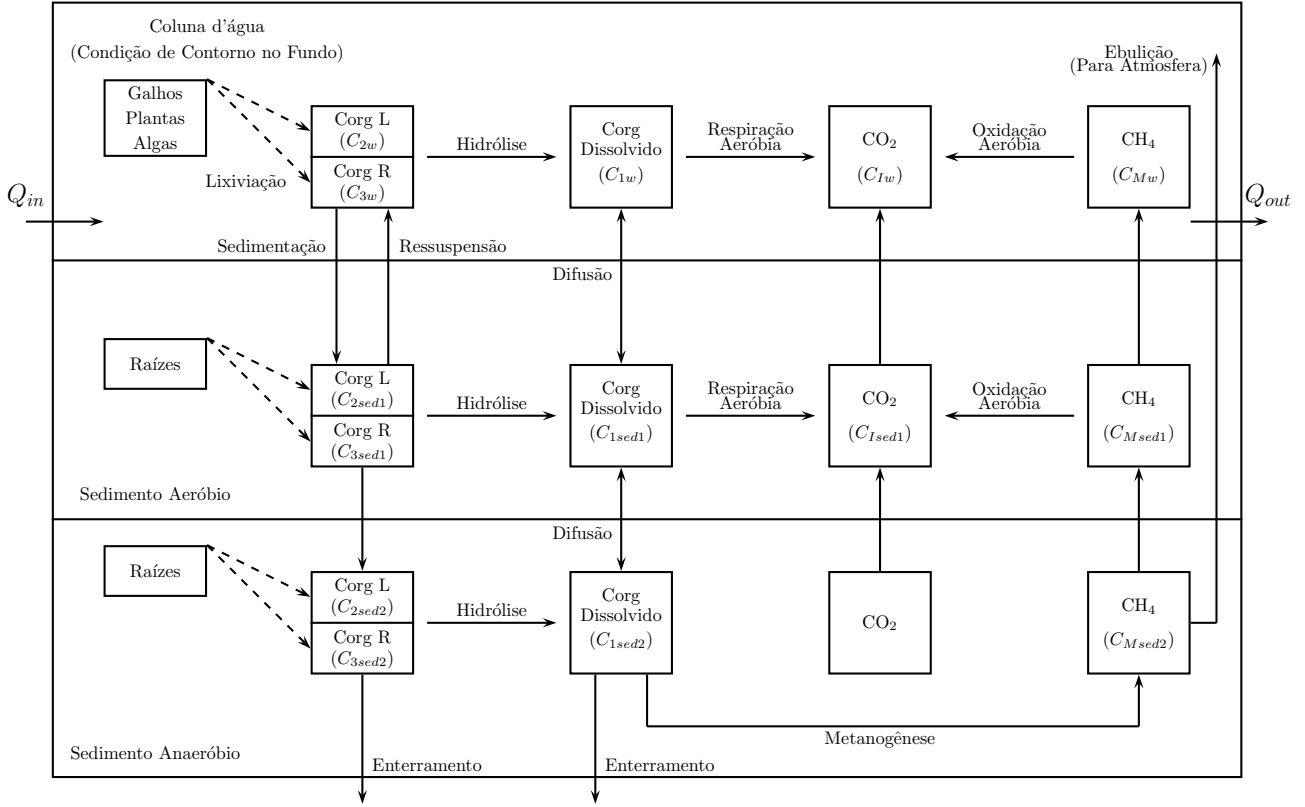 Coluna d'água
(Condição de Contorno no Fundo)
Ebulição
(Para Atmosfera)
Galhos
Plantas
Algas
Corg L
(C2w)
Corg R
(C3w)
Lixiviação
Hidrólise
Corg
Dissolvido
(C1w)
Respiração
Aeróbia
CO2
(CIw)
Oxidação
Aeróbia
CH4
(CMw)
Qin
Qout
Sedimentação
Ressuspensão
Difusão
Raízes
Corg L
(C2sed1)
Corg R
(C3sed1)
Hidrólise
Corg
Dissolvido
(C1sed1)
Respiração
Aeróbia
CO2
(CIsed1)
Oxidação
Aeróbia
CH4
(CMsed1)
Sedimento Aeróbio
Difusão
Raízes
Corg L
(C2sed2)
Corg R
(C3sed2)
Hidrólise
Corg
Dissolvido
(C1sed2)
CO2
CH4
(CMsed2)
Metanogênese
Sedimento Anaeróbio
Enterramento
Enterramento